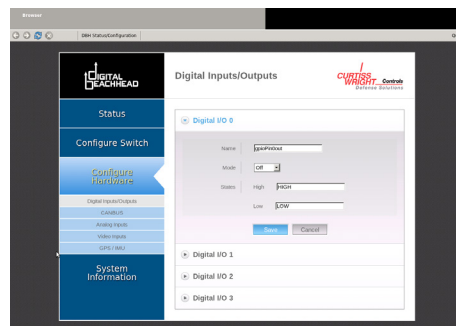 Browser
DBH Status/Configuration
DIGITAL
BEACHHEAD
Digital Inputs/Outputs
CURTISS
WRIGHT Controls
Defense Solutions
Status
Configure Switch
Configure
Hardware
Digital Inputs/Outputs
CANBUS
Analog Inputs
Video Inputs
GPS / IMU
System
Information
Digital I/O 0
Name gpioPin0out
Mode Off
States High HIGH
Low LOW
Save Cancel
Digital I/O 1
Digital I/O 2
Digital I/O 3